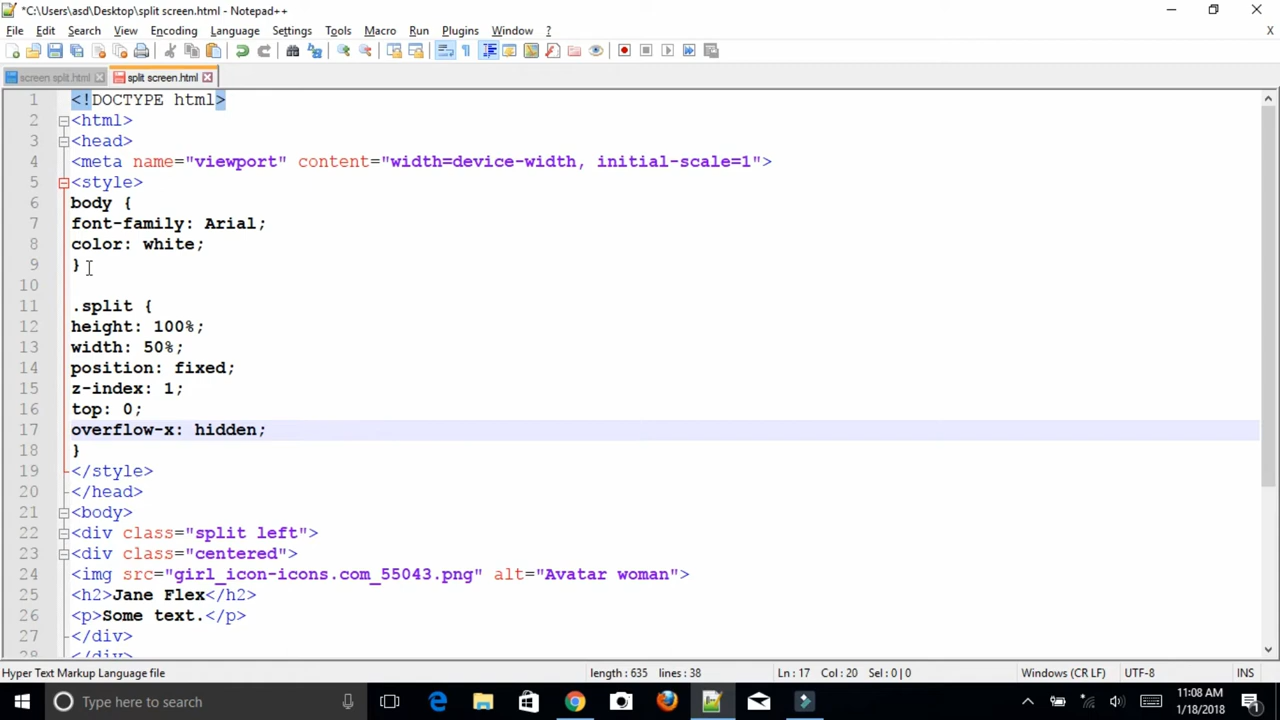 *C:\Users\asd\Desktop\split screen.html - Notepad++
File Edit Search View Encoding Language Settings Tools Macro Run Plugins Window ? X
screen split.html split screen.html
1 <!DOCTYPE html>
2 <html>
3 <head>
4 <meta name="viewport" content="width=device-width, initial-scale=1">
5 <style>
6 body {
7 font-family: Arial;
8 color: white;
9 }
10
11 .split {
12 height: 100%;
13 width: 50%;
14 position: fixed;
15 z-index: 1;
16 top: 0;
17 overflow-x: hidden;
18 }
19 </style>
20 </head>
21 <body>
22 <div class="split left">
23 <div class="centered">
24 <img src="girl_icon-icons.com_55043.png" alt="Avatar woman">
25 <h2>Jane Flex</h2>
26 <p>Some text.</p>
27 </div>
28 </div>
Hyper Text Markup Language file length : 635 lines : 38 Ln : 17 Col : 20 Sel : 0 | 0 Windows (CR LF) UTF-8 INS
Type here to search
11:08 AM
1/18/2018